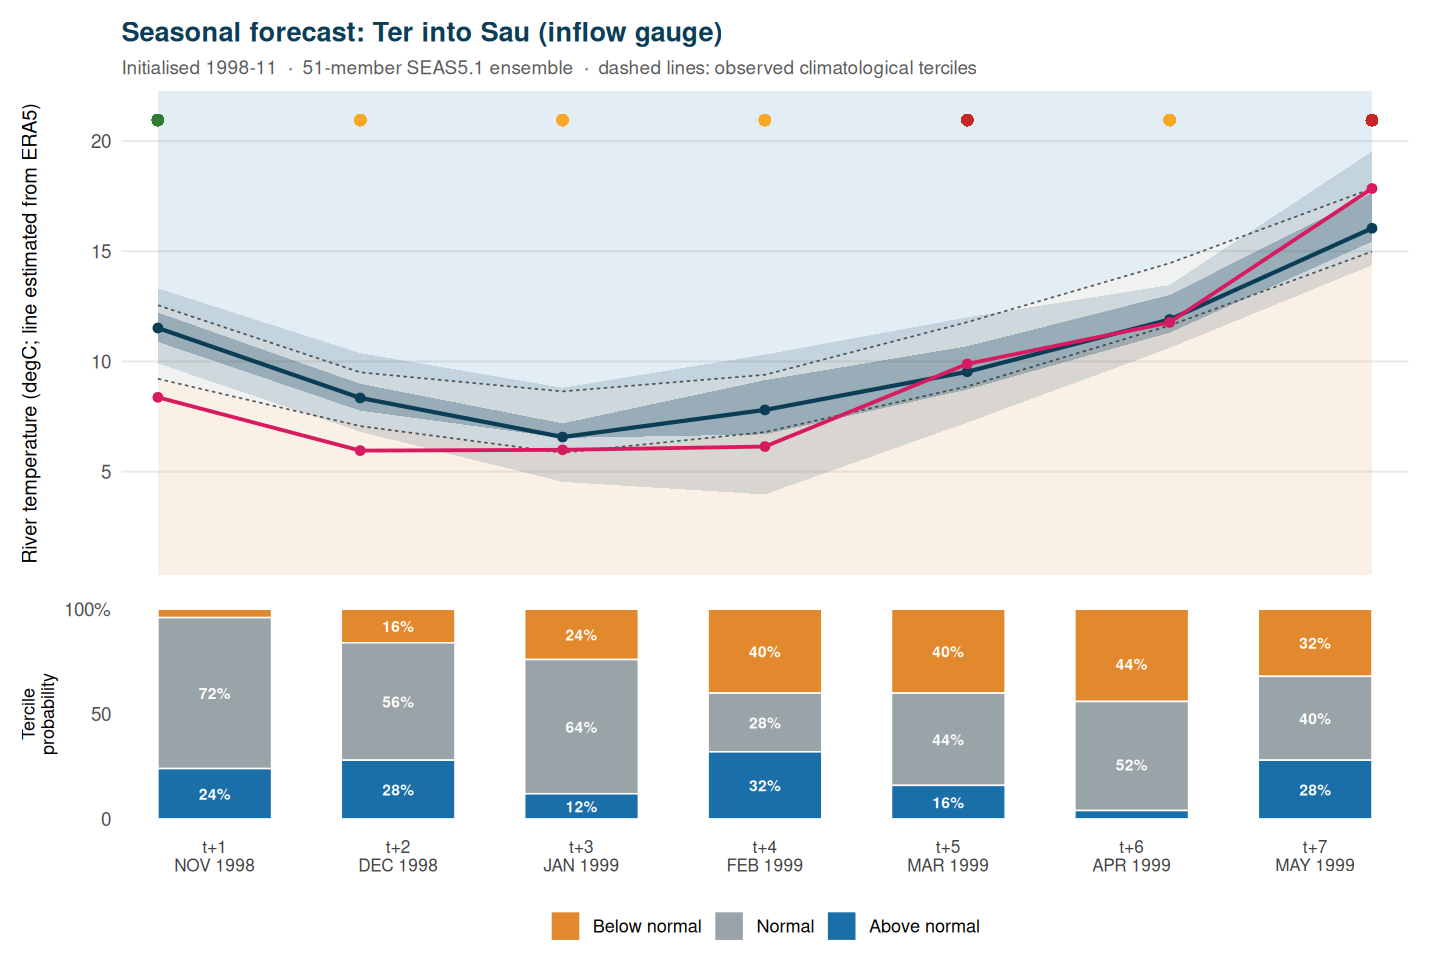 Seasonal forecast: Ter into Sau (inflow gauge)
Initialised 1998-11 · 51-member SEAS5.1 ensemble · dashed lines: observed climatological terciles
River temperature (degC; line estimated from ERA5)
20
15
10
5
Tercile
probability
100%
50
0
16%
24%
40%
40%
44%
32%
72%
56%
64%
28%
44%
52%
40%
24%
28%
12%
32%
16%
28%
t+1
NOV 1998
t+2
DEC 1998
t+3
JAN 1999
t+4
FEB 1999
t+5
MAR 1999
t+6
APR 1999
t+7
MAY 1999
Below normal
Normal
Above normal